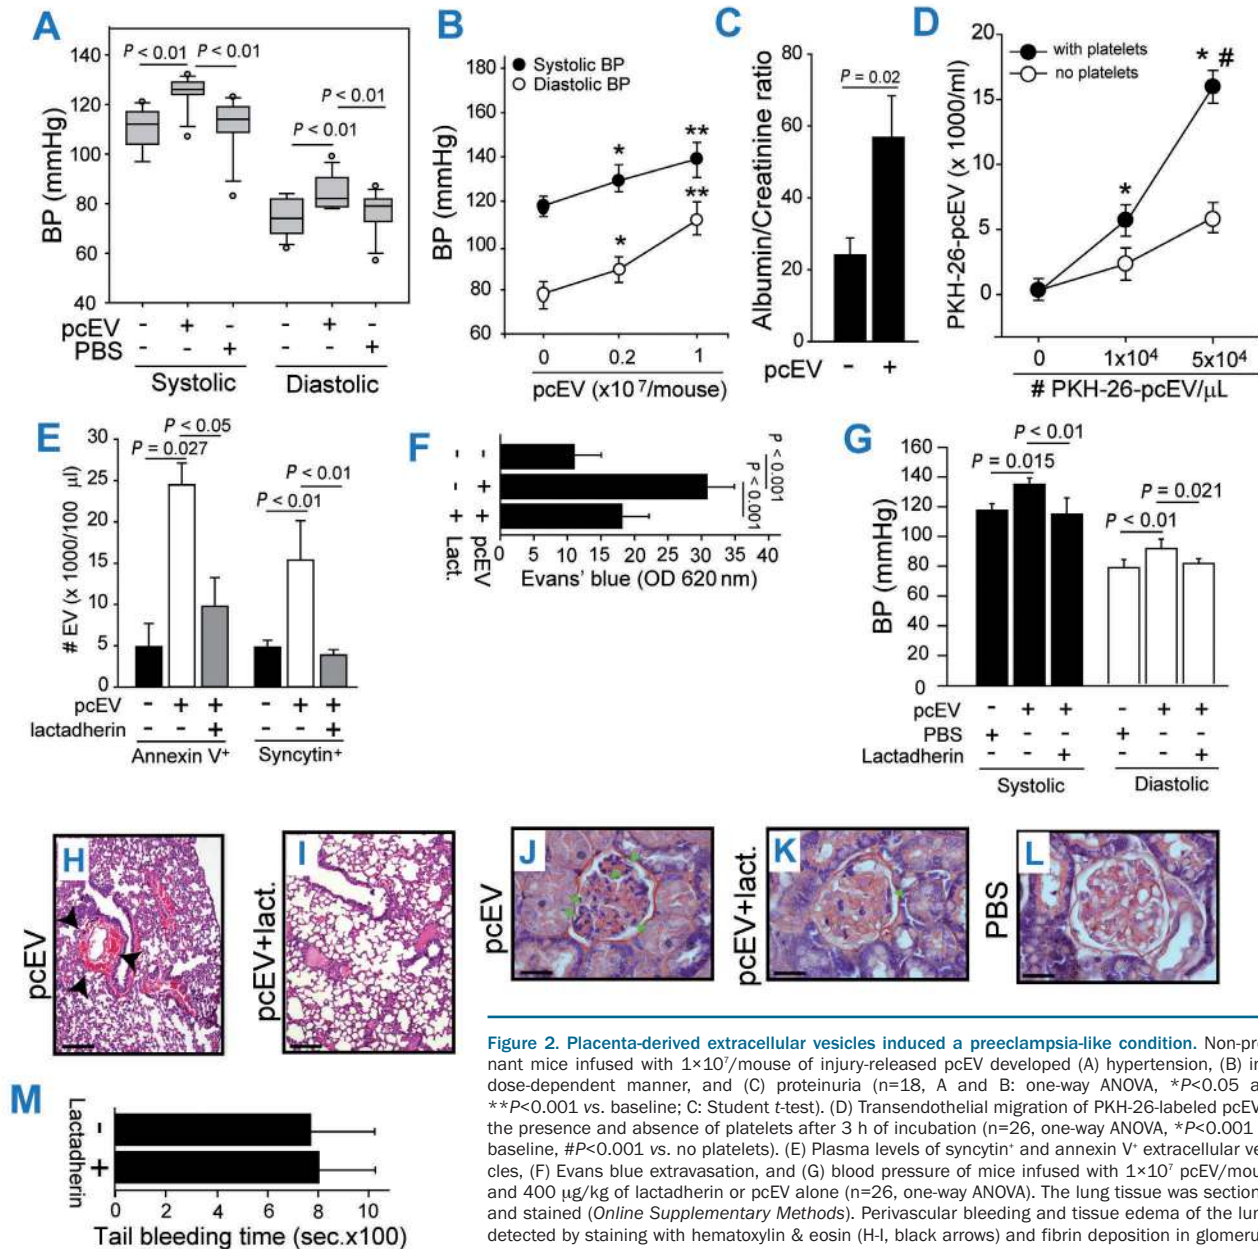 A
P < 0.01
P < 0.01
P < 0.01
P < 0.01
BP (mmHg)
140
120
100
80
60
40
pcEV - + - - + -
PBS - - + - - +
Systolic
Diastolic
B
Systolic BP
Diastolic BP
BP (mmHg)
180
160
140
120
100
80
60
* **
* **
0 0.2 1
pcEV (x10⁷/mouse)
C
Albumin/Creatinine ratio
80
60
40
20
0
P = 0.02
pcEV - +
D
PKH-26-pcEV (x 1000/ml)
20
15
10
5
0
with platelets
no platelets
*
* #
0 1x10⁴ 5x10⁴
# PKH-26-pcEV/µL
E
# EV (x 1000/100 µl)
30
25
20
15
10
5
0
P < 0.05
P = 0.027
P < 0.01
P < 0.01
pcEV - + + - + +
lactadherin - - + - - +
Annexin V⁺
Syncytin⁺
F
- -
- +
+ +
Lact. pcEV
P < 0.001
P < 0.001
0 5 10 15 20 25 30 35 40
Evans' blue (OD 620 nm)
G
BP (mmHg)
160
140
120
100
80
60
40
20
0
P < 0.01
P = 0.015
P = 0.021
P < 0.01
pcEV - + + - + +
PBS + - - + - -
Lactadherin - - + - - +
Systolic
Diastolic
H
pcEV
I
pcEV+lact.
J
pcEV
K
pcEV+lact.
L
PBS
M
Lactadherin
-
+
0 2 4 6 8 10
Tail bleeding time (sec.x100)
Figure 2. Placenta-derived extracellular vesicles induced a preeclampsia-like condition. Non-pre
nant mice infused with 1×10⁷/mouse of injury-released pcEV developed (A) hypertension, (B) in
dose-dependent manner, and (C) proteinuria (n=18, A and B: one-way ANOVA, *P<0.05 a
**P<0.001 vs. baseline; C: Student t-test). (D) Transendothelial migration of PKH-26-labeled pcEV
the presence and absence of platelets after 3 h of incubation (n=26, one-way ANOVA, *P<0.001
baseline, #P<0.001 vs. no platelets). (E) Plasma levels of syncytin⁺ and annexin V⁺ extracellular ve
cles, (F) Evans blue extravasation, and (G) blood pressure of mice infused with 1×10⁷ pcEV/mou
and 400 µg/kg of lactadherin or pcEV alone (n=26, one-way ANOVA). The lung tissue was section
and stained (Online Supplementary Methods). Perivascular bleeding and tissue edema of the lun
detected by staining with hematoxylin & eosin (H-I, black arrows) and fibrin deposition in glomeru